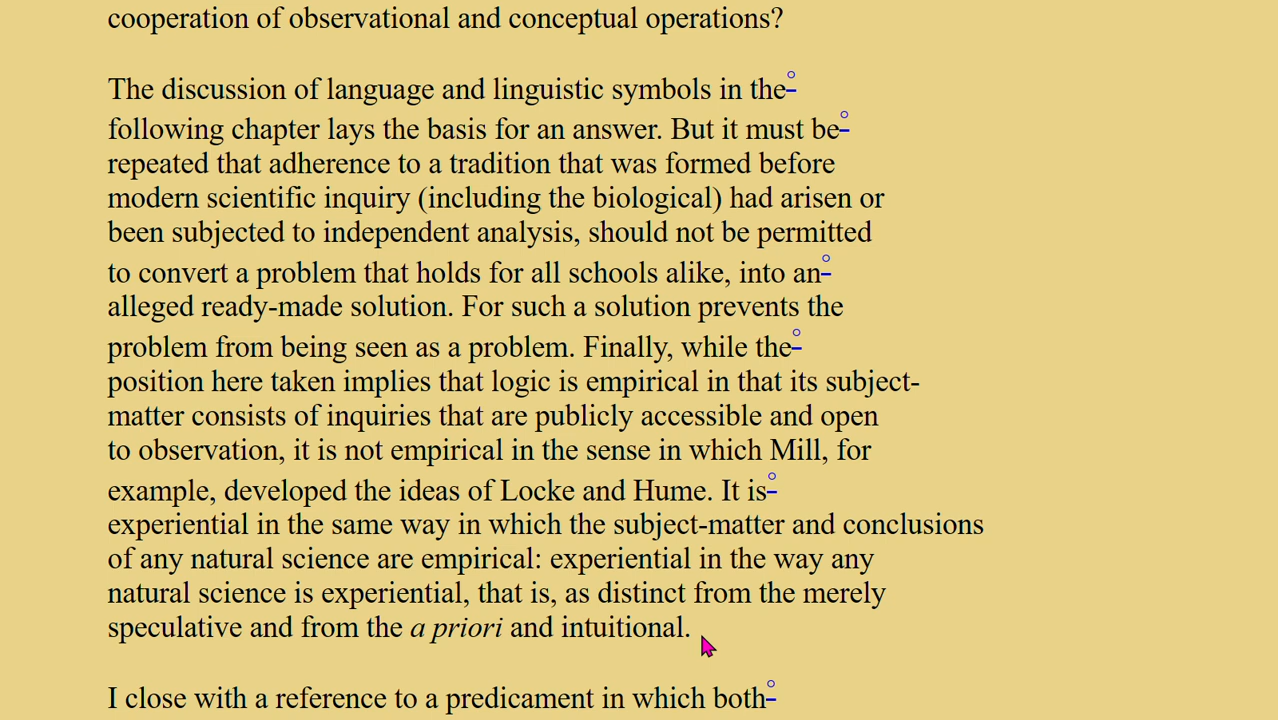 cooperation of observational and conceptual operations?
The discussion of language and linguistic symbols in the°
following chapter lays the basis for an answer. But it must be°
repeated that adherence to a tradition that was formed before
modern scientific inquiry (including the biological) had arisen or
been subjected to independent analysis, should not be permitted
to convert a problem that holds for all schools alike, into an°
alleged ready-made solution. For such a solution prevents the
problem from being seen as a problem. Finally, while the°
position here taken implies that logic is empirical in that its subject-
matter consists of inquiries that are publicly accessible and open
to observation, it is not empirical in the sense in which Mill, for
example, developed the ideas of Locke and Hume. It is°
experiential in the same way in which the subject-matter and conclusions
of any natural science are empirical: experiential in the way any
natural science is experiential, that is, as distinct from the merely
speculative and from the a priori and intuitional.
I close with a reference to a predicament in which both°